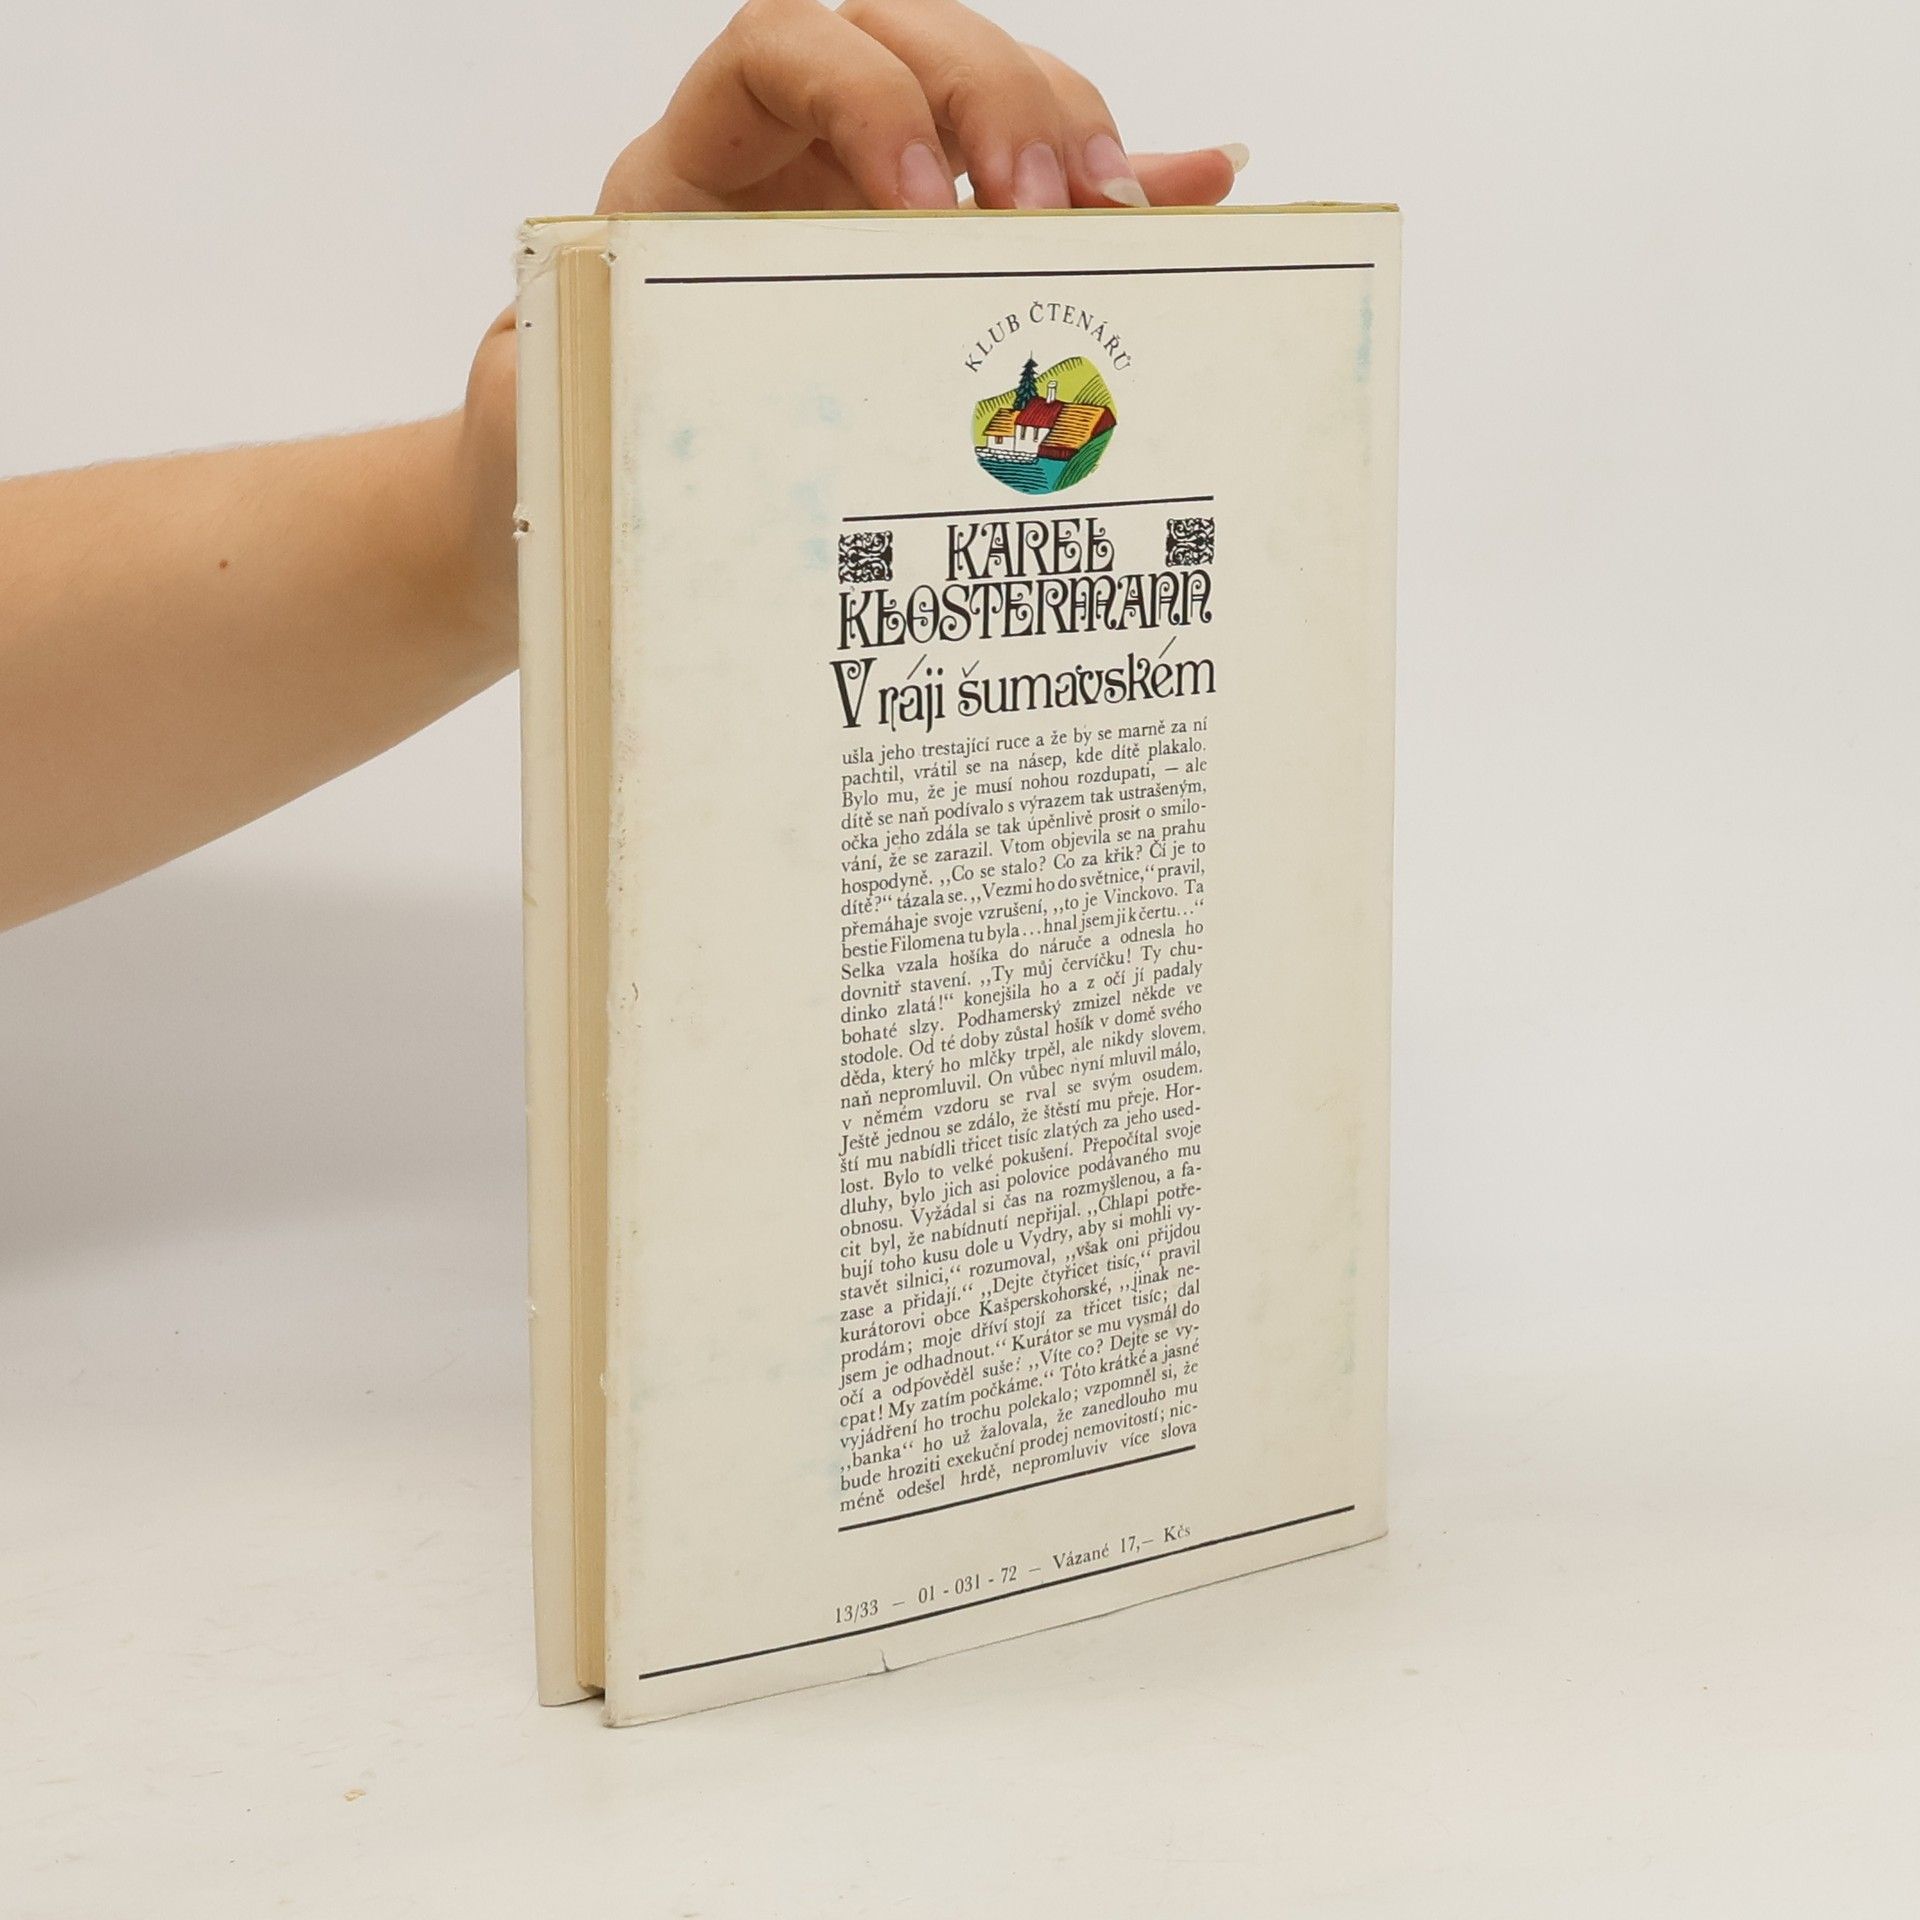 KLUB ČTENÁŘŮ
KAREL
KLOSTERMANN
V ráji šumavském
ušla jeho trestající ruce a že by se marně za ní
pachtil, vrátil se na násep, kde dítě plakalo.
Bylo mu, že je musí nohou rozdupati, — ale
dítě se naň podívalo s výrazem tak ustrašeným,
očka jeho zdála se tak úpěnlivě prosit o smilo-
vání, že se zarazil. Vtom objevila se na prahu
hospodyně. ,,Co se stalo? Co za křik? Čí je to
dítě?“ tázala se. ,,Vezmi ho do světnice,“ pravil,
přemáhaje svoje vzrušení, ,,to je Vinckovo. Ta
bestie Filomena tu byla...hnal jsem ji k čertu...“
Selka vzala hošíka do náruče a odnesla ho
dovnitř stavení. ,,Ty můj červíčku! Ty chu-
dinko zlatá!“ konejšila ho a z očí jí padaly
bohaté slzy. Podhamerský zmizel někde ve
stodole. Od té doby zůstal hošík v domě svého
děda, který ho mlčky trpěl, ale nikdy slovem
naň nepromluvil. On vůbec nyní mluvil málo,
v němém vzdoru se rval se svým osudem.
Ještě jednou se zdálo, že štěstí mu přeje. Hor-
ští mu nabídli třicet tisíc zlatých za jeho used-
lost. Bylo to velké pokušení. Přepočítal svoje
dluhy, bylo jich asi polovice podávaného mu
obnosu. Vyžádal si čas na rozmyšlenou, a fa-
cit byl, že nabídnutí nepřijal. ,,Chlapi potře-
bují toho kusu dole u Vydry, aby si mohli vy-
stavět silnici,“ rozumoval, ,,však oni přijdou
zase a přidají.“ ,,Dejte čtyřicet tisíc,“ pravil
kurátorovi obce Kašperskohorské, ,,jinak ne-
prodám; moje dříví stojí za třicet tisíc; dal
jsem je odhadnout.“ Kurátor se mu vysmál do
očí a odpověděl suše: ,,Víte co? Dejte se vy-
cpat! My zatím počkáme.“ Toto krátké a jasné
vyjádření ho trochu polekalo; vzpomněl si, že
,,banka“ ho už žalovala, že zanedlouho mu
bude hroziti exekuční prodej nemovitostí; nic-
méně odešel hrdě, nepromluviv více slova
13/33 — 01 - 031 - 72 — Vázané 17,— Kčs